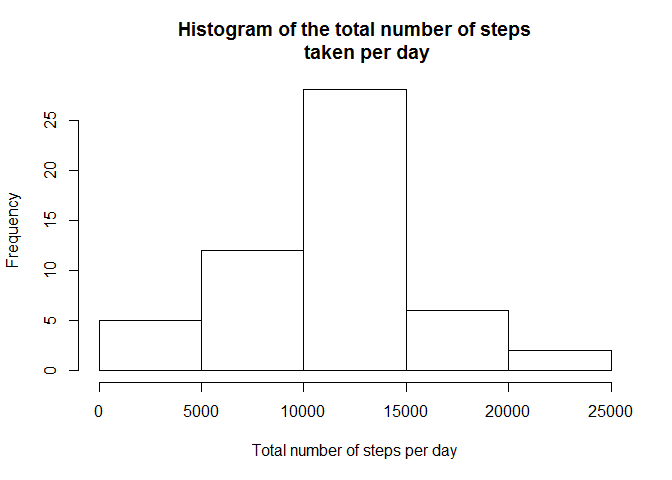 Histogram of the total number of steps
taken per day
Frequency
25
20
15
10
5
0
0 5000 10000 15000 20000 25000
Total number of steps per day